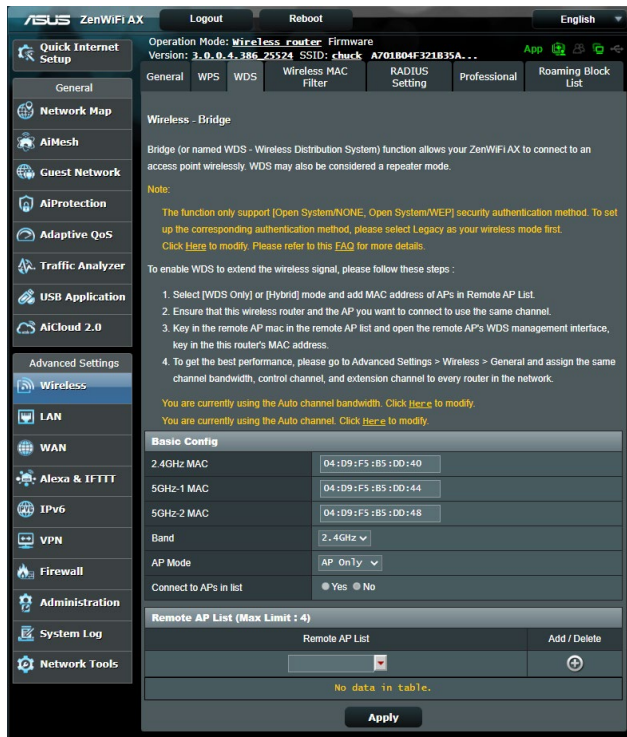 ASUS ZenWiFi AX
Logout
Reboot
English
Quick Internet
Setup
General
Network Map
AiMesh
Guest Network
AiProtection
Adaptive QoS
Traffic Analyzer
USB Application
AiCloud 2.0
Advanced Settings
Wireless
LAN
WAN
Alexa & IFTTT
IPv6
VPN
Firewall
Administration
System Log
Network Tools
Operation Mode: Wireless router Firmware
Version: 3.0.0.4.386_25524 SSID: chuck A701B04F321B35A...
App
General
WPS
WDS
Wireless MAC
Filter
RADIUS
Setting
Professional
Roaming Block
List
Wireless - Bridge
Bridge (or named WDS - Wireless Distribution System) function allows your ZenWiFi AX to connect to an
access point wirelessly. WDS may also be considered a repeater mode.
Note:
The function only support [Open System/NONE, Open System/WEP] security authentication method. To set
up the corresponding authentication method, please select Legacy as your wireless mode first.
Click Here to modify. Please refer to this FAQ for more details.
To enable WDS to extend the wireless signal, please follow these steps :
1. Select [WDS Only] or [Hybrid] mode and add MAC address of APs in Remote AP List.
2. Ensure that this wireless router and the AP you want to connect to use the same channel.
3. Key in the remote AP mac in the remote AP list and open the remote AP's WDS management interface,
key in the this router's MAC address.
4. To get the best performance, please go to Advanced Settings > Wireless > General and assign the same
channel bandwidth, control channel, and extension channel to every router in the network.
You are currently using the Auto channel bandwidth. Click Here to modify.
You are currently using the Auto channel. Click Here to modify.
Basic Config
2.4GHz MAC 04:D9:F5:B5:DD:40
5GHz-1 MAC 04:D9:F5:B5:DD:44
5GHz-2 MAC 04:D9:F5:B5:DD:48
Band 2.4GHz
AP Mode AP Only
Connect to APs in list Yes No
Remote AP List (Max Limit : 4)
Remote AP List Add / Delete
No data in table.
Apply